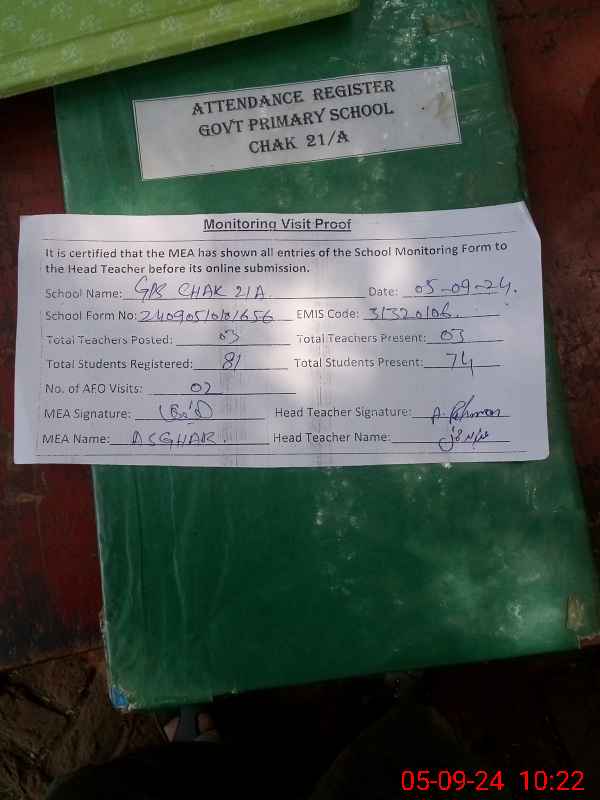 ATTENDANCE REGISTER
GOVT PRIMARY SCHOOL
CHAK 21/A
Monitoring Visit Proof
It is certified that the MEA has shown all entries of the School Monitoring Form to
the Head Teacher before its online submission.
School Name: GPS CHAK 21A. Date: 05-09-24.
School Form No: 240905/0101656 EMIS Code: 31320106.
Total Teachers Posted: 03 Total Teachers Present: 03
Total Students Registered: 81 Total Students Present: 74
No. of AEO Visits: 02
MEA Signature: Head Teacher Signature: A. Rehman
MEA Name: ASGHAR. Head Teacher Name:
05-09-24 10:22